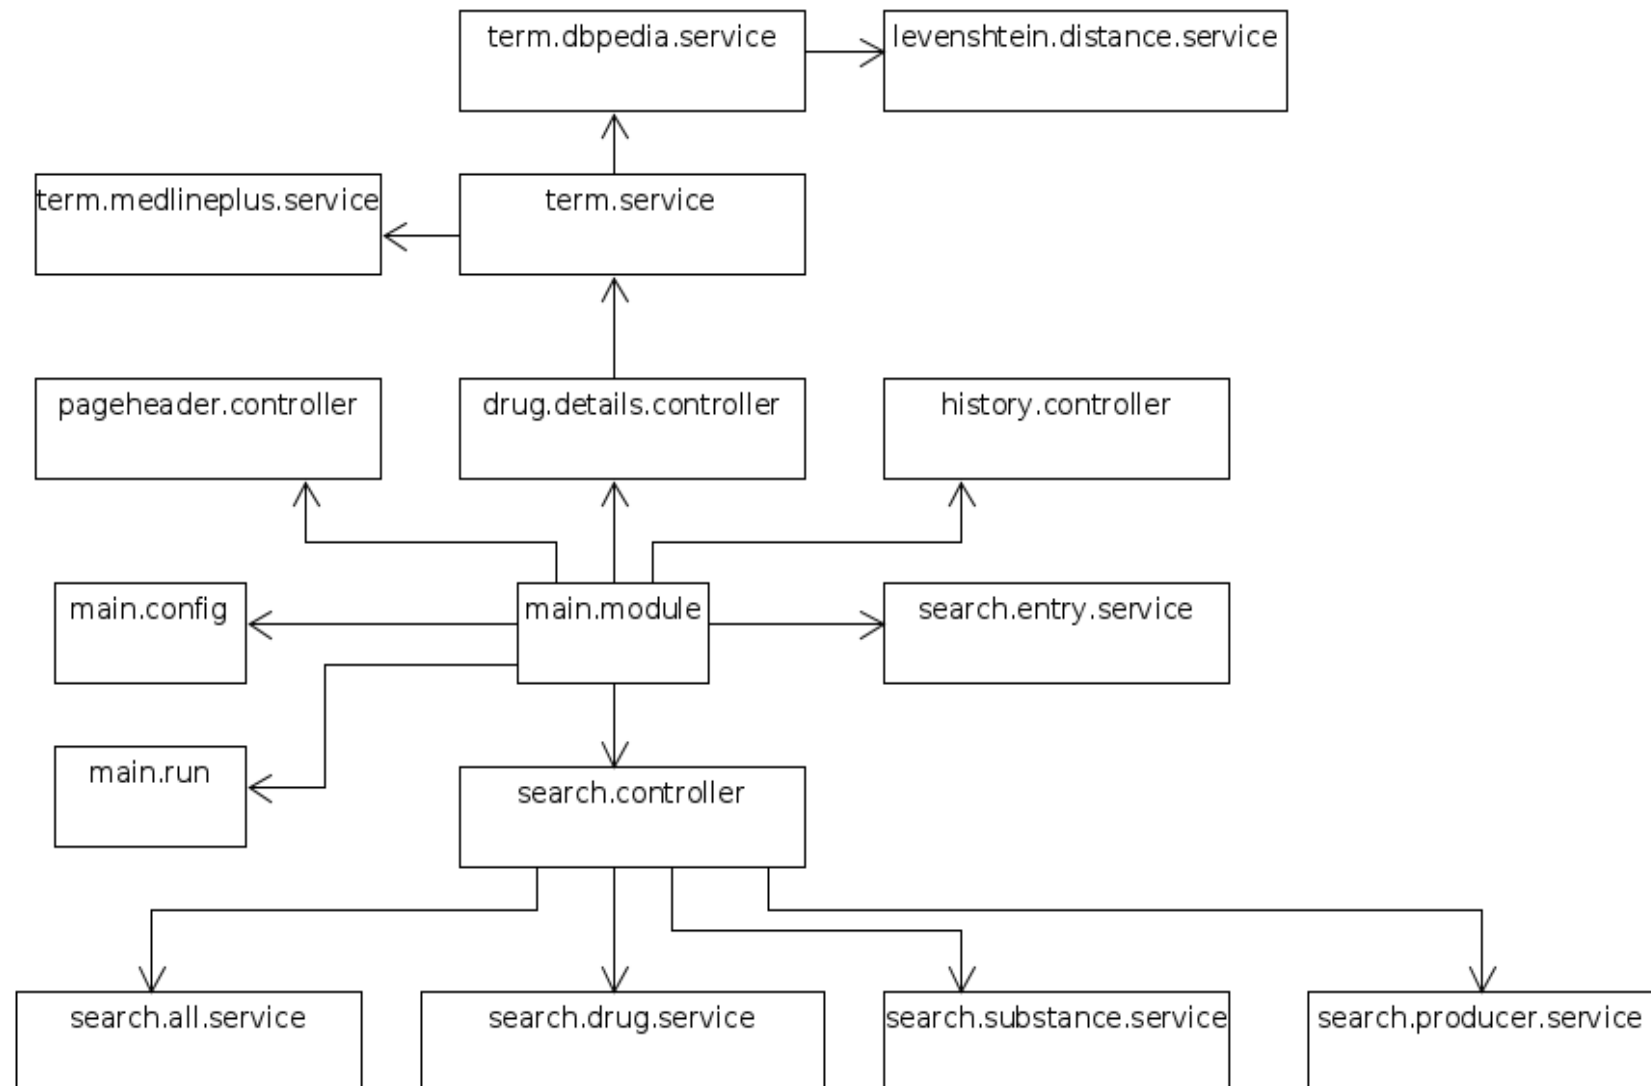 term.dbpedia.service
levenshtein.distance.service
term.medlineplus.service
term.service
pageheader.controller
drug.details.controller
history.controller
main.config
main.module
search.entry.service
main.run
search.controller
search.all.service
search.drug.service
search.substance.service
search.producer.service